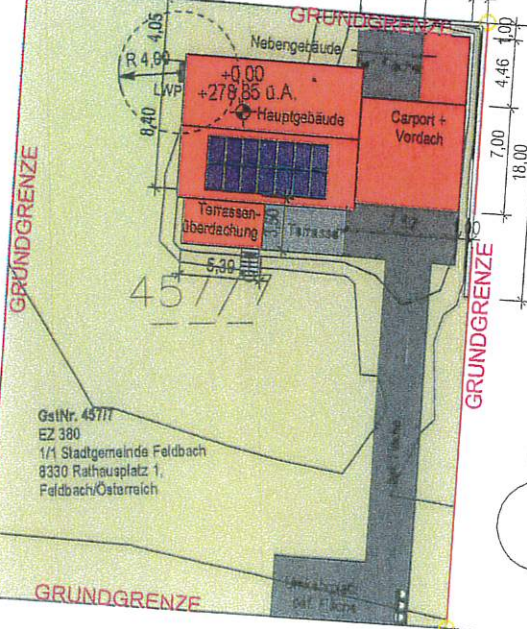 GRUNDGRENZE
4,05
Nebengebäude
1,00
R 4,90
LWP
+0,00
+279,85 ü.A.
Hauptgebäude
Carport +
Vordach
4,46
8,40
7,00
18,00
GRUNDGRENZE
Terrassen-
überdachung
Terrasse
5,39
457/7
GRUNDGRENZE
GstNr. 457/7
EZ 380
1/1 Stadtgemeinde Feldbach
8330 Rathausplatz 1,
Feldbach/Österreich
GRUNDGRENZE